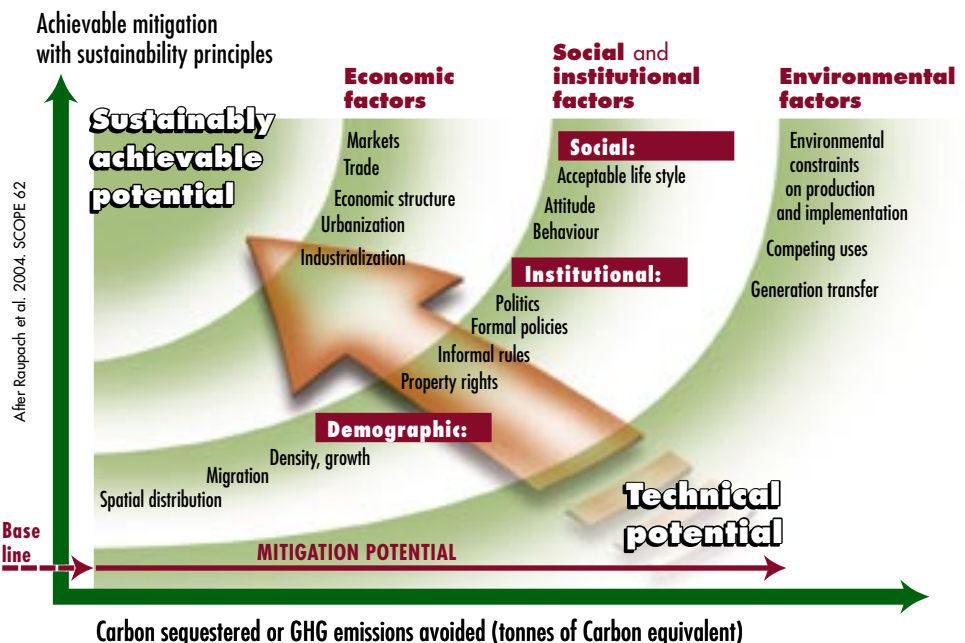 Achievable mitigation
with sustainability principles
Economic
factors
Social and
institutional
factors
Environmental
factors
Sustainably
achievable
potential
Markets
Trade
Economic structure
Urbanization
Industrialization
Social:
Acceptable life style
Attitude
Behaviour
Institutional:
Politics
Formal policies
Informal rules
Property rights
Demographic:
Density, growth
Migration
Spatial distribution
Environmental
constraints
on production
and implementation
Competing uses
Generation transfer
Technical
potential
Base
line
MITIGATION POTENTIAL
Carbon sequestered or GHG emissions avoided (tonnes of Carbon equivalent)
After Raupach et al. 2004. SCOPE 62